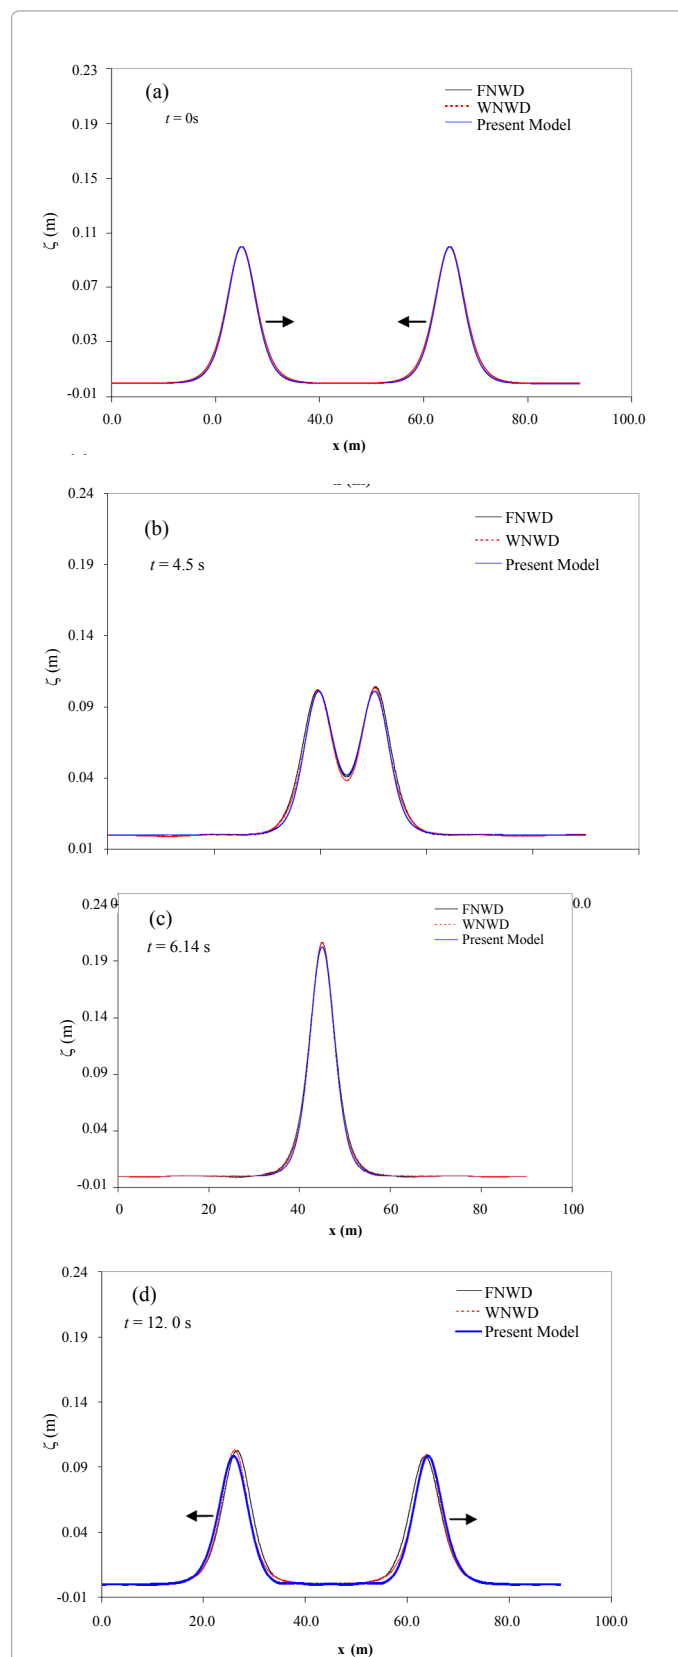 0.23
(a)
FNWD
WNWD
Present Model
t = 0s
0.19
0.15
ζ (m)
0.11
0.07
0.03
-0.01
0.0
0.0
40.0
60.0
80.0
100.0
x (m)
0.24
(b)
FNWD
WNWD
Present Model
t = 4.5 s
0.19
0.14
ζ (m)
0.09
0.04
0.01
0.24
0
0.0
(c)
FNWD
WNWD
Present Model
t = 6.14 s
0.19
0.14
ζ (m)
0.09
0.04
-0.01
0
20
40
60
80
100
x (m)
0.24
(d)
FNWD
WNWD
Present Model
t = 12. 0 s
0.19
0.14
ζ (m)
0.09
0.04
-0.01
0.0
20.0
40.0
60.0
80.0
100.0
x (m)